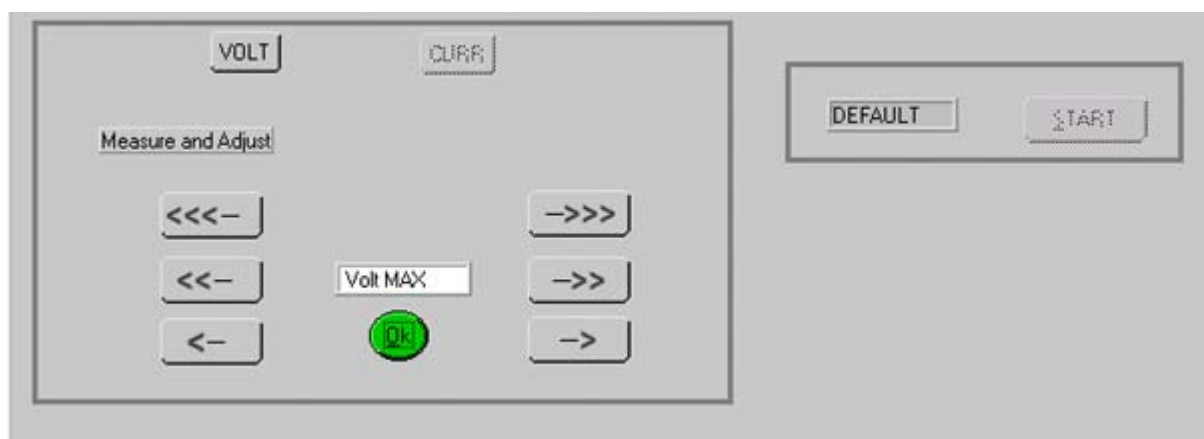 VOLT CURR
DEFAULT START
Measure and Adjust
<<<– –>>>
<<– Volt MAX –>>
<– Ok –>